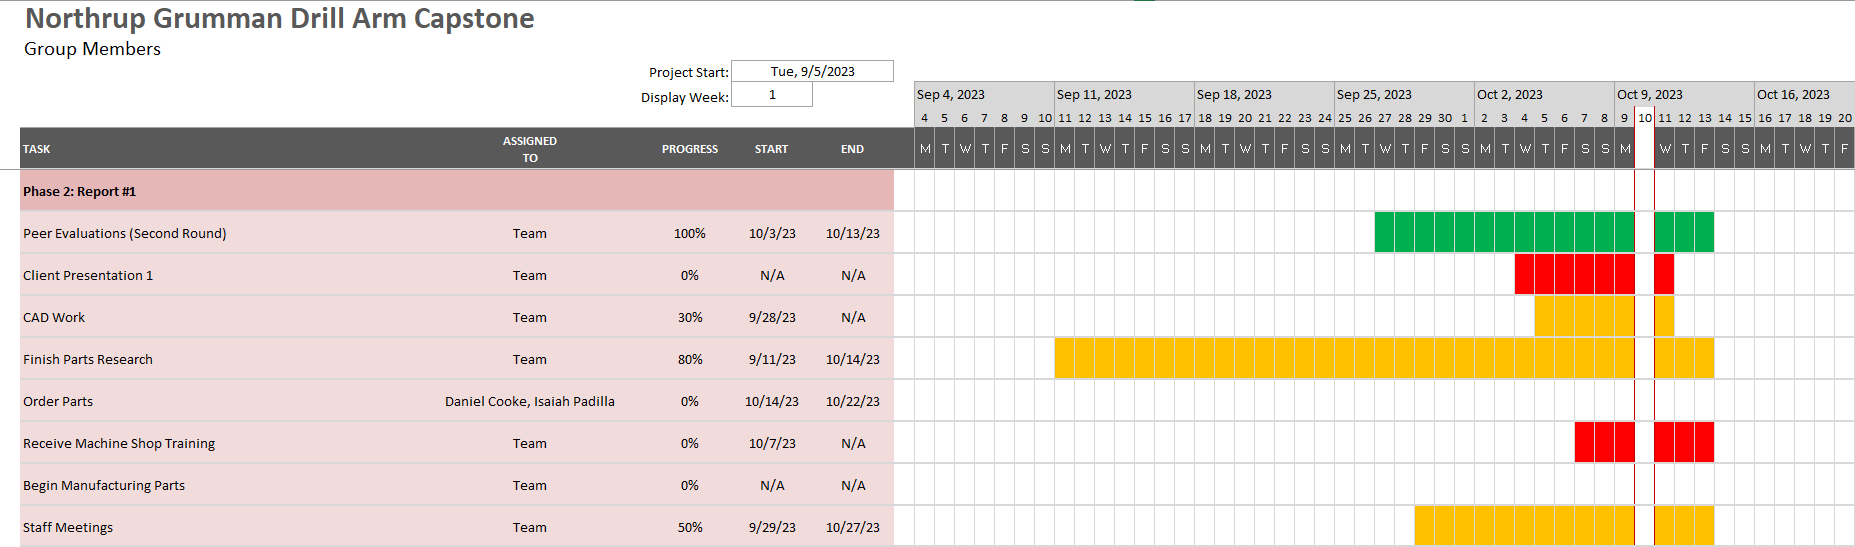 Northrup Grumman Drill Arm Capstone
Group Members
Project Start: Tue, 9/5/2023
Display Week: 1
Sep 4, 2023 Sep 11, 2023 Sep 18, 2023 Sep 25, 2023 Oct 2, 2023 Oct 9, 2023 Oct 16, 2023
4 5 6 7 8 9 10 11 12 13 14 15 16 17 18 19 20 21 22 23 24 25 26 27 28 29 30 1 2 3 4 5 6 7 8 9 10 11 12 13 14 15 16 17 18 19 20
TASK ASSIGNED TO PROGRESS START END M T W T F S S M T W T F S S M T W T F S S M T W T F S S M T W T F S S M W T F S S M T W T F
Phase 2: Report #1
Peer Evaluations (Second Round) Team 100% 10/3/23 10/13/23
Client Presentation 1 Team 0% N/A N/A
CAD Work Team 30% 9/28/23 N/A
Finish Parts Research Team 80% 9/11/23 10/14/23
Order Parts Daniel Cooke, Isaiah Padilla 0% 10/14/23 10/22/23
Receive Machine Shop Training Team 0% 10/7/23 N/A
Begin Manufacturing Parts Team 0% N/A N/A
Staff Meetings Team 50% 9/29/23 10/27/23